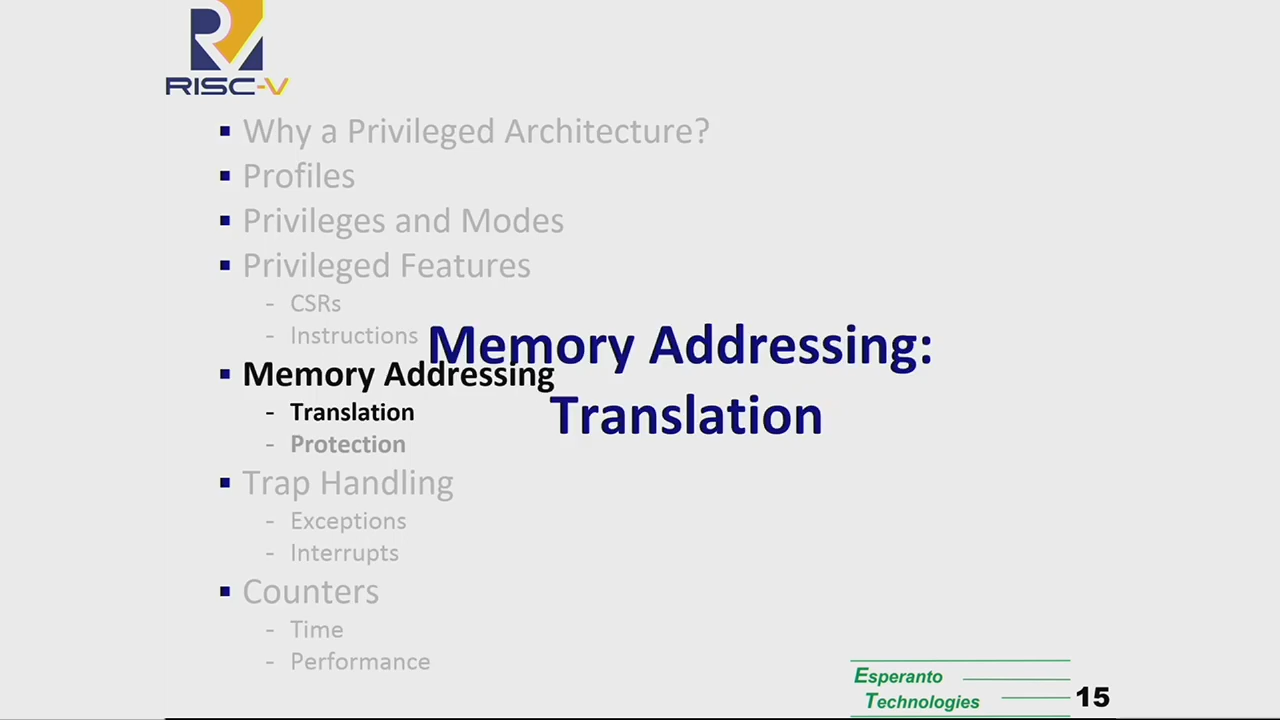 RISC-V
▪ Why a Privileged Architecture?
▪ Profiles
▪ Privileges and Modes
▪ Privileged Features
- CSRs
- Instructions
Memory Addressing:
Translation
▪ Memory Addressing
- Translation
- Protection
▪ Trap Handling
- Exceptions
- Interrupts
▪ Counters
- Time
- Performance
Esperanto
Technologies
15